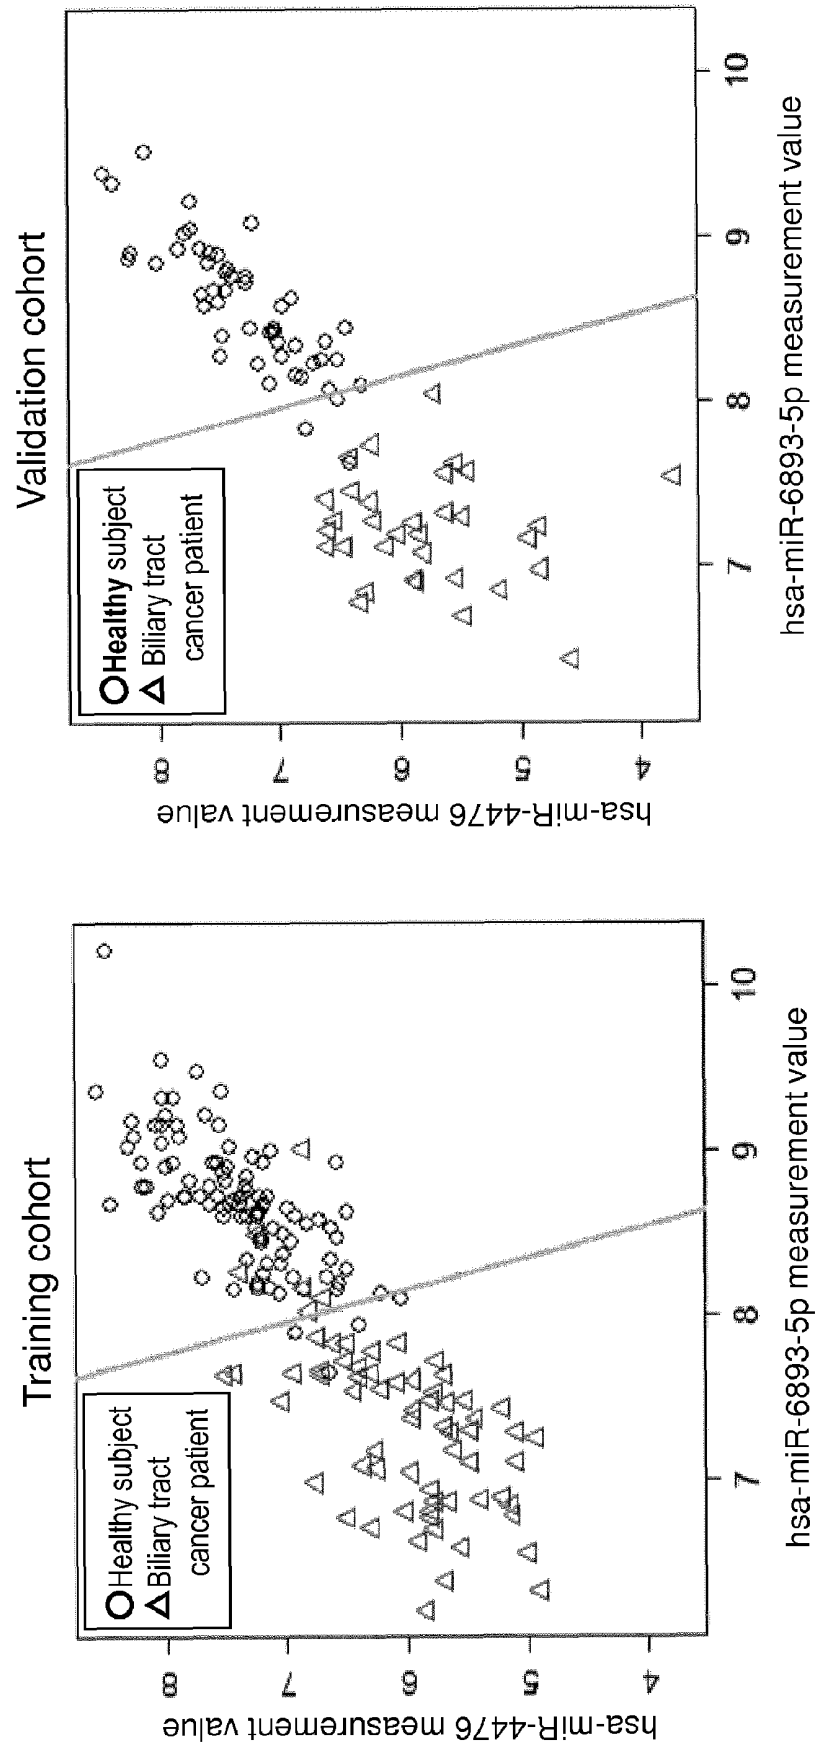 Training cohort
Healthy subject
Biliary tract
cancer patient
8
7
6
5
4
hsa-miR-4476 measurement value
7
8
9
10
hsa-miR-6893-5p measurement value
Validation cohort
Healthy subject
Biliary tract
cancer patient
8
7
6
5
4
hsa-miR-4476 measurement value
7
8
9
10
hsa-miR-6893-5p measurement value